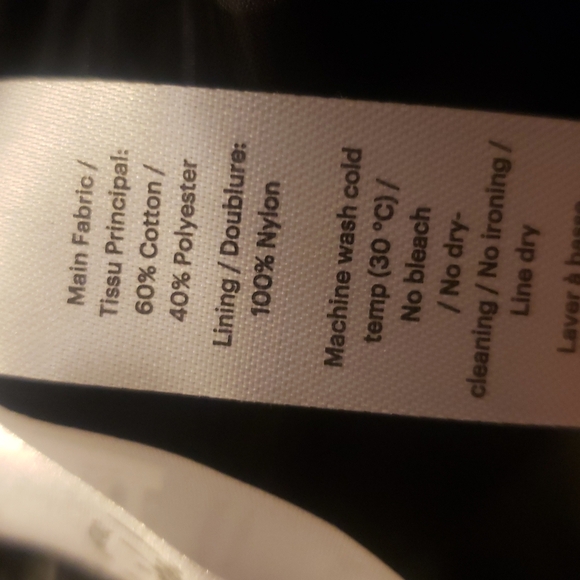 Main Fabric /
Tissu Principal:
60% Cotton /
40% Polyester
Lining / Doublure:
100% Nylon
Machine wash cold
temp (30 °C) /
No bleach
/ No dry-
cleaning / No ironing /
Line dry
Laver À